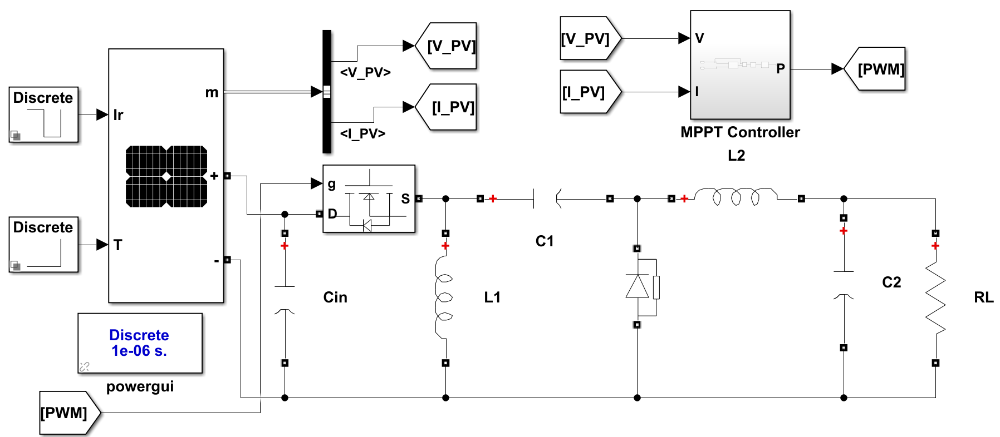 Discrete
Ir
m
+
-
T
Discrete
<V_PV>
<I_PV>
[V_PV]
[I_PV]
[V_PV]
[I_PV]
V
I
P
MPPT Controller
[PWM]
L2
g
D
S
+
+
+
+
+
+
C1
Cin
L1
C2
RL
Discrete
1e-06 s.
powergui
[PWM]